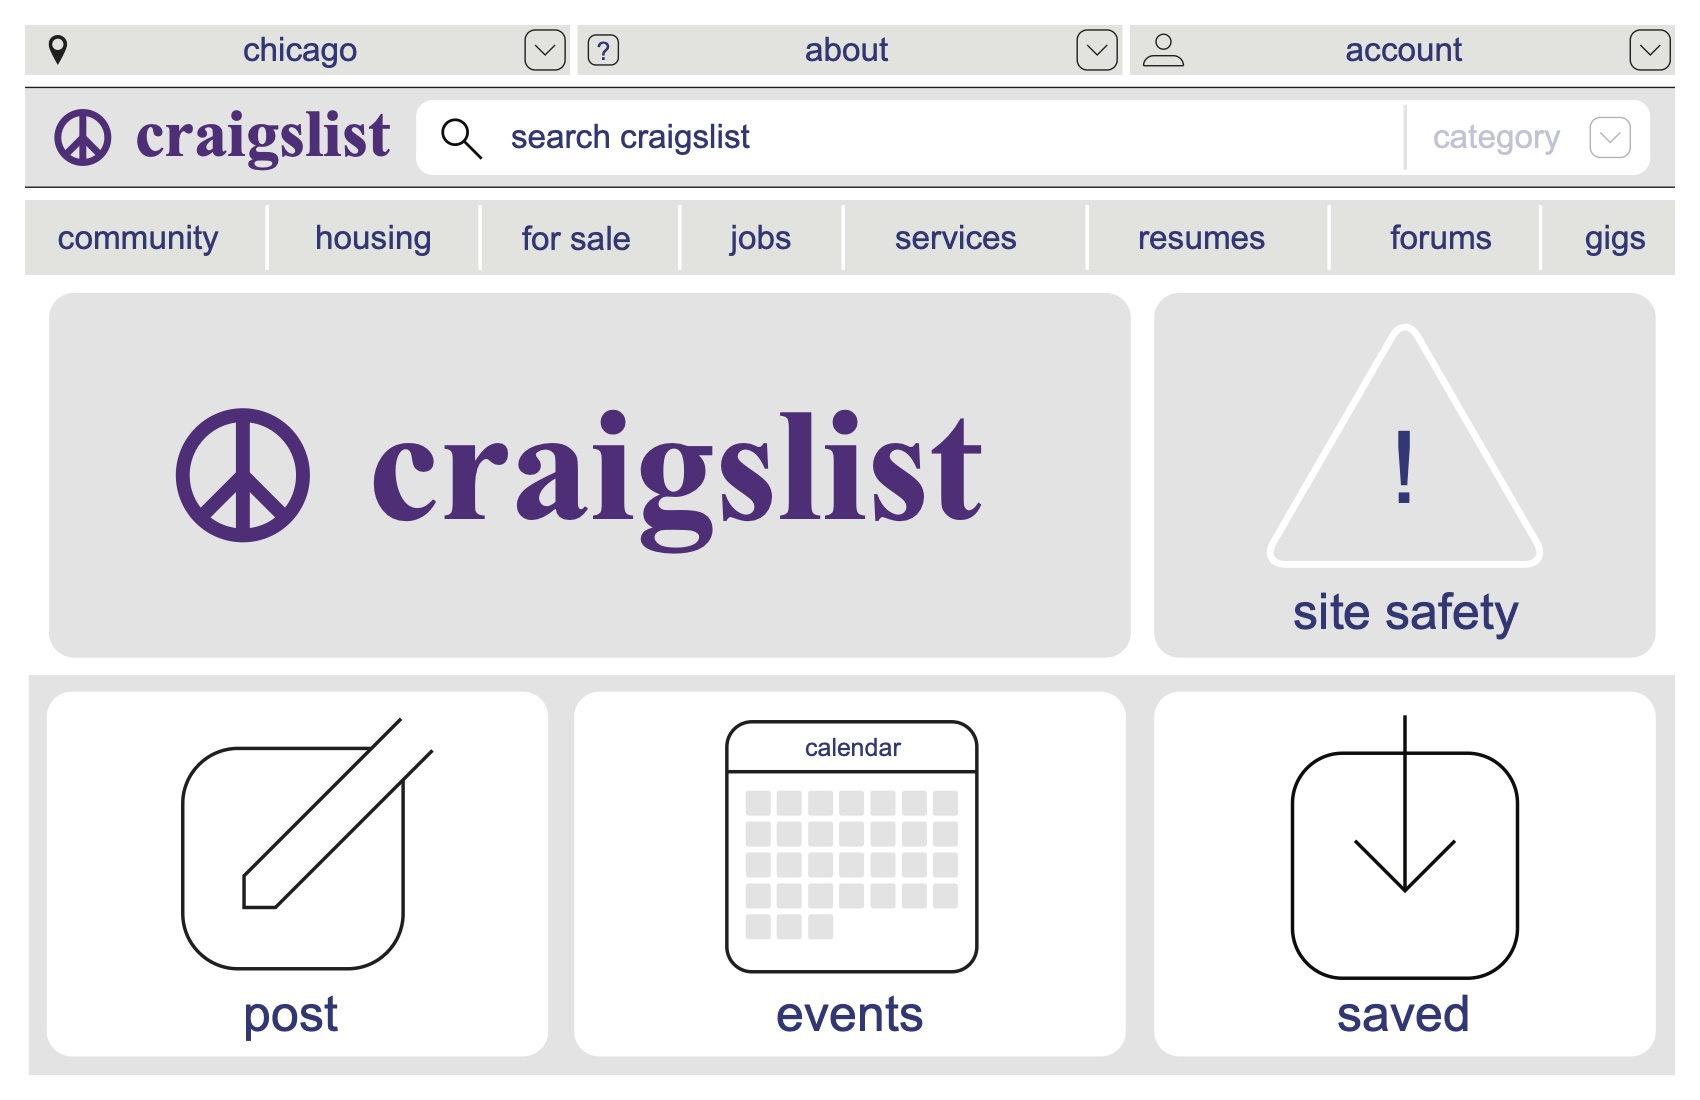 chicago
? about
account
craigslist
search craigslist
category
community housing for sale jobs services resumes forums gigs
craigslist
!
site safety
calendar
post
events
saved